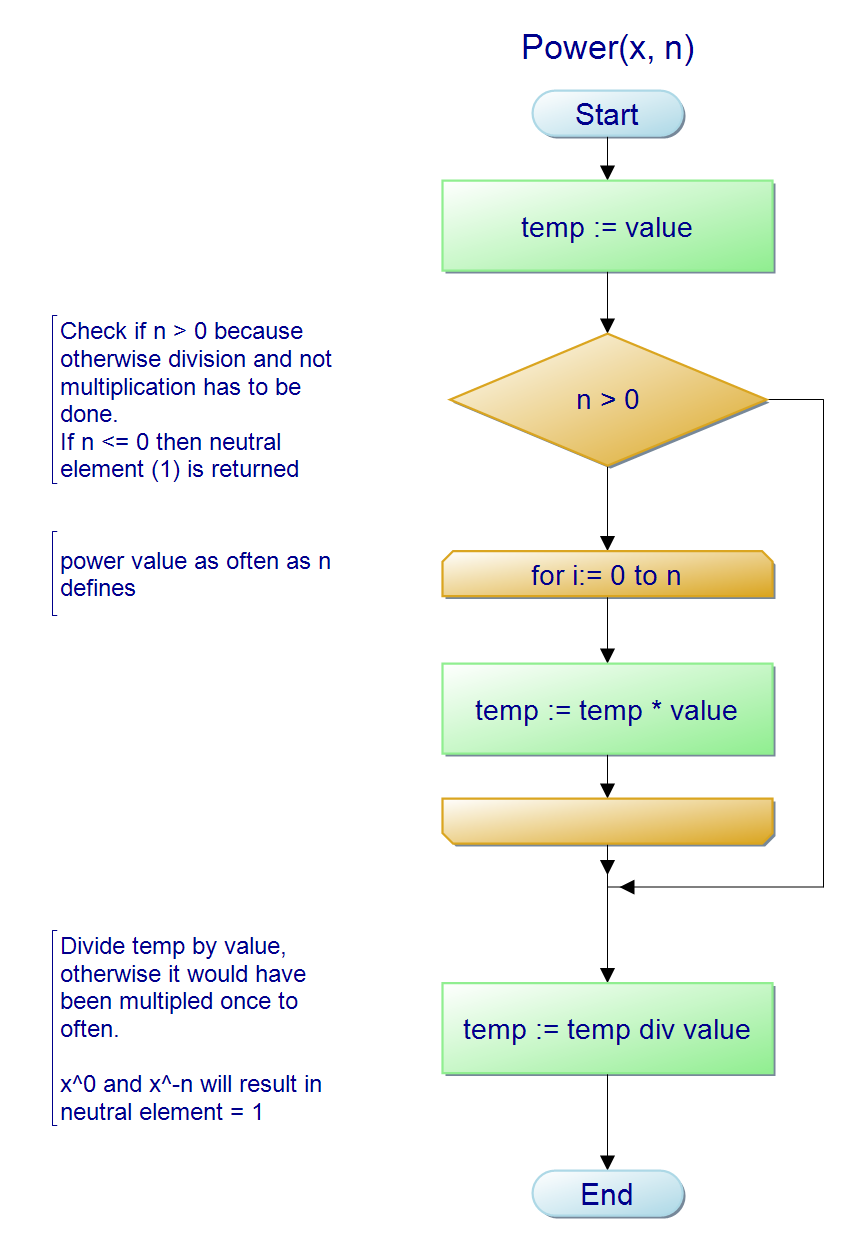 Power(x, n)
Start
temp := value
Check if n > 0 because
otherwise division and not
multiplication has to be
done.
If n <= 0 then neutral
element (1) is returned
n > 0
power value as often as n
defines
for i:= 0 to n
temp := temp * value
Divide temp by value,
otherwise it would have
been multipled once to
often.
x^0 and x^-n will result in
neutral element = 1
temp := temp div value
End